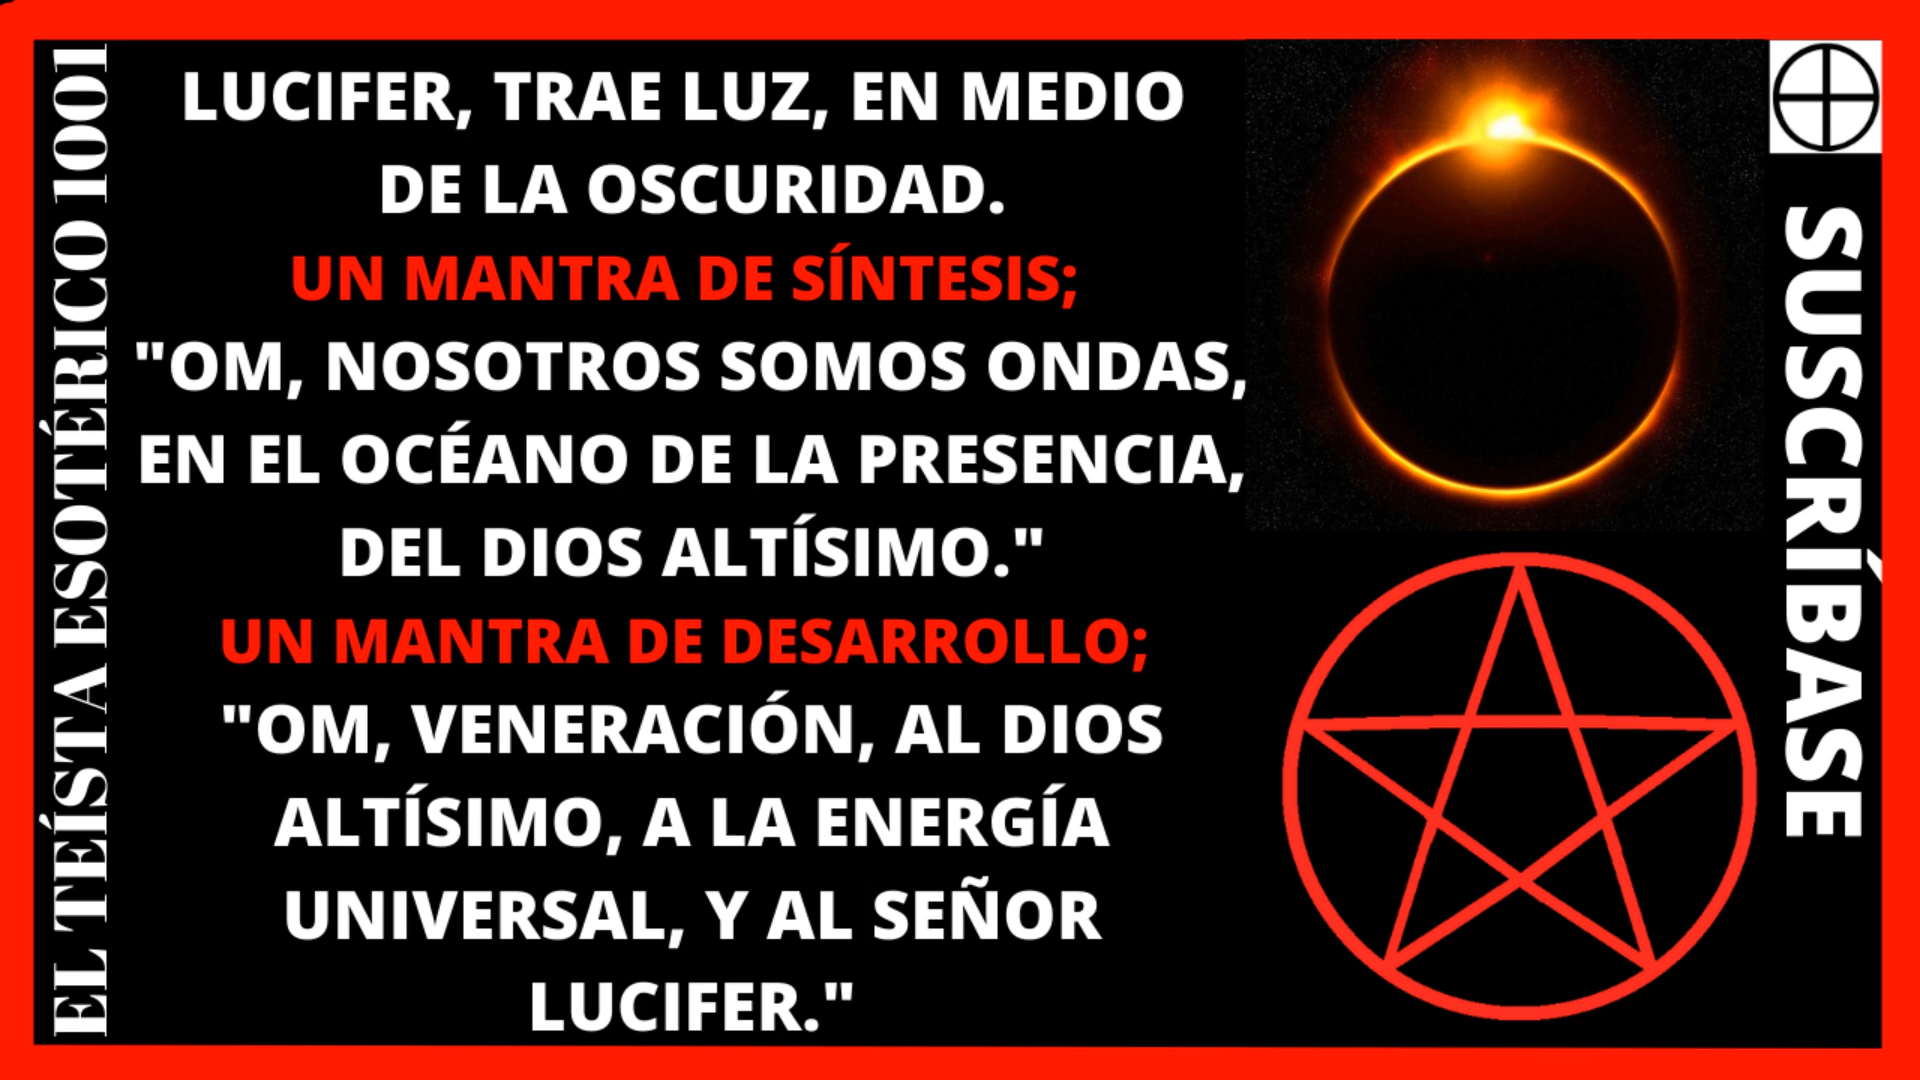 EL TEÍSTA ESOTÉRICO 1001
LUCIFER, TRAE LUZ, EN MEDIO
DE LA OSCURIDAD.
UN MANTRA DE SÍNTESIS;
"OM, NOSOTROS SOMOS ONDAS,
EN EL OCÉANO DE LA PRESENCIA,
DEL DIOS ALTÍSIMO."
UN MANTRA DE DESARROLLO;
"OM, VENERACIÓN, AL DIOS
ALTÍSIMO, A LA ENERGÍA
UNIVERSAL, Y AL SEÑOR
LUCIFER."
SUSCRÍBASE